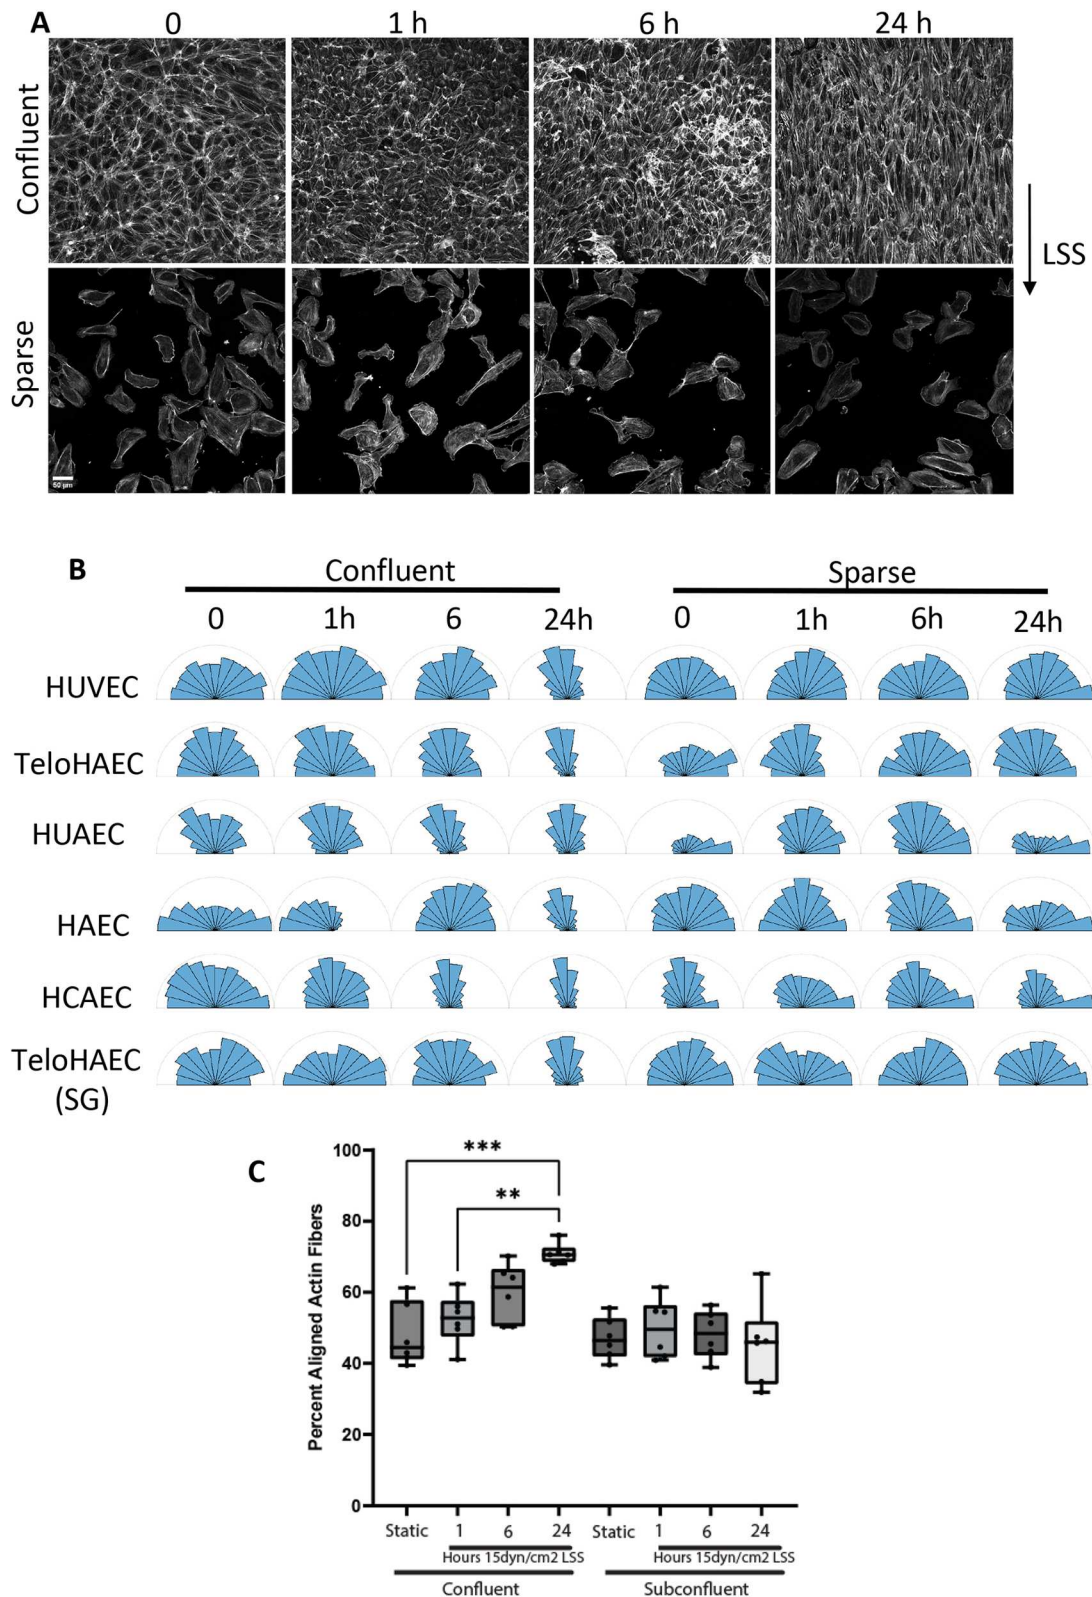 A 0 1 h 6 h 24 h
Confluent
LSS
Sparse
50 µm
B
Confluent Sparse
0 1h 6 24h 0 1h 6h 24h
HUVEC
TeloHAEC
HUAEC
HAEC
HCAEC
TeloHAEC
(SG)
C
***
**
Percent Aligned Actin Fibers
100
80
60
40
20
0
Static 1 6 24 Static 1 6 24
Hours 15dyn/cm2 LSS Hours 15dyn/cm2 LSS
Confluent Subconfluent